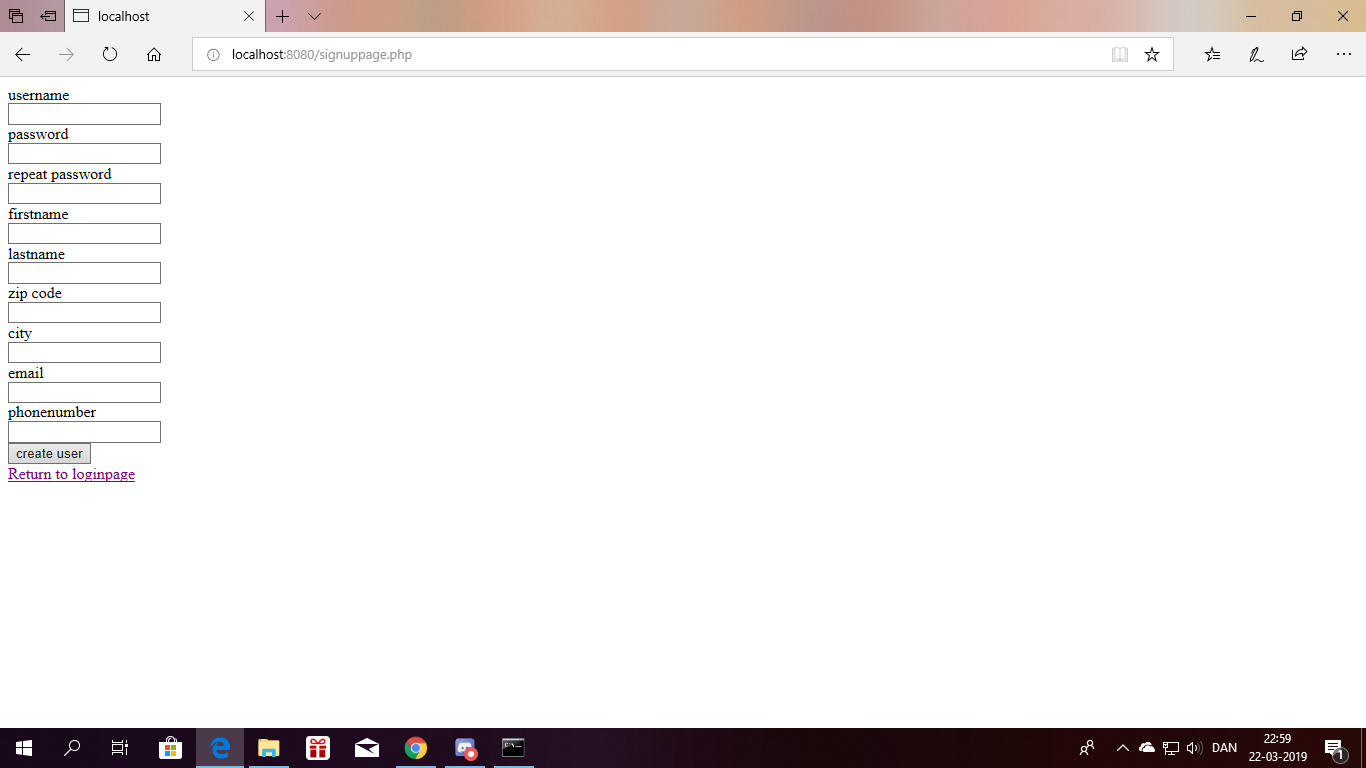 localhost
localhost:8080/signuppage.php
username
password
repeat password
firstname
lastname
zip code
city
email
phonenumber
create user
Return to loginpage
DAN
22:59
22-03-2019
1